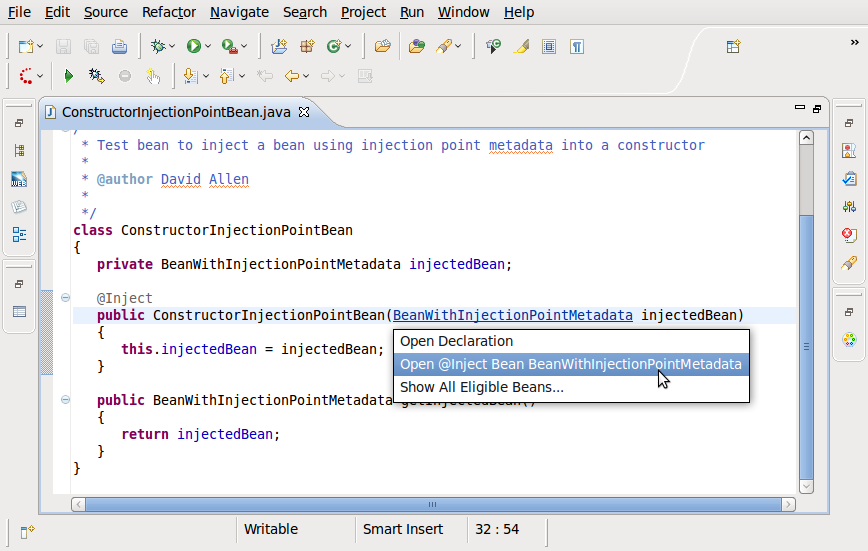 File Edit Source Refactor Navigate Search Project Run Window Help
»
J ConstructorInjectionPointBean.java
* Test bean to inject a bean using injection point metadata into a constructor
*
* @author David Allen
*
*/
class ConstructorInjectionPointBean
{
private BeanWithInjectionPointMetadata injectedBean;
@Inject
public ConstructorInjectionPointBean(BeanWithInjectionPointMetadata injectedBean)
{
this.injectedBean = injectedBean;
}
Open Declaration
Open @Inject Bean BeanWithInjectionPointMetadata
Show All Eligible Beans...
public BeanWithInjectionPointMetadata getInjectedBean()
{
return injectedBean;
}
}
Writable Smart Insert 32 : 54